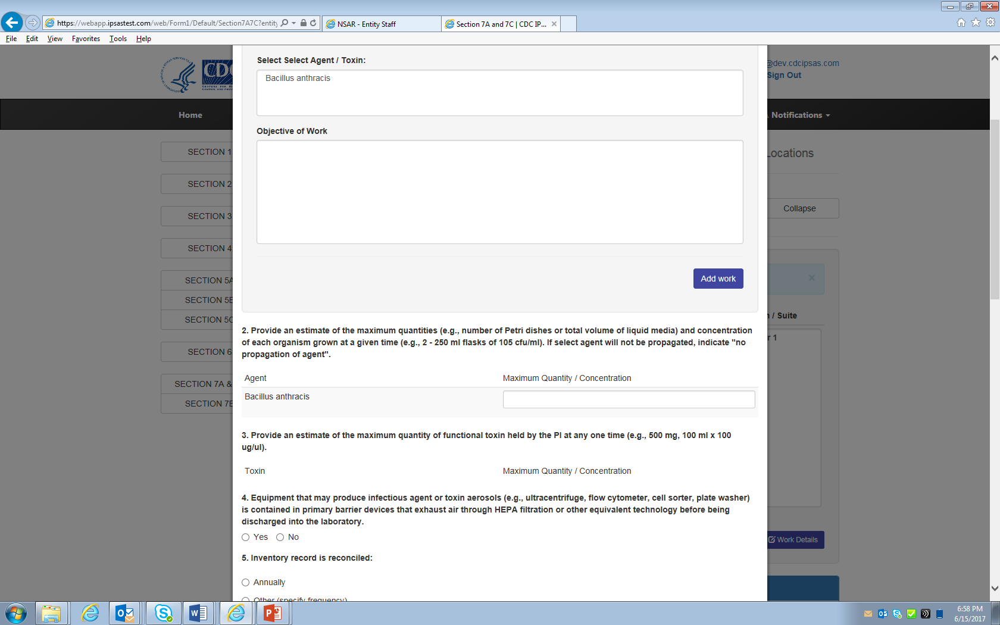 https://webapp.ipsastest.com/web/Form1/Default/Section7A7C?entity
NSAR - Entity Staff
Section 7A and 7C | CDC IP...
File Edit View Favorites Tools Help
CDC
@dev.cdcipsas.com
Sign Out
Home
Notifications
SECTION 1
SECTION 2
SECTION 3
SECTION 4
SECTION 5A
SECTION 5B
SECTION 5C
SECTION 6
SECTION 7A &
SECTION 7B
Select Select Agent / Toxin:
Bacillus anthracis
Objective of Work
Add work
2. Provide an estimate of the maximum quantities (e.g., number of Petri dishes or total volume of liquid media) and concentration
of each organism grown at a given time (e.g., 2 - 250 ml flasks of 105 cfu/ml). If select agent will not be propagated, indicate "no
propagation of agent".
Agent Maximum Quantity / Concentration
Bacillus anthracis
3. Provide an estimate of the maximum quantity of functional toxin held by the PI at any one time (e.g., 500 mg, 100 ml x 100
ug/ul).
Toxin Maximum Quantity / Concentration
4. Equipment that may produce infectious agent or toxin aerosols (e.g., ultracentrifuge, flow cytometer, cell sorter, plate washer)
is contained in primary barrier devices that exhaust air through HEPA filtration or other equivalent technology before being
discharged into the laboratory.
Yes No
5. Inventory record is reconciled:
Annually
Other (specify frequency)
Locations
Collapse
/ Suite
r 1
Work Details
6:58 PM
6/15/2017